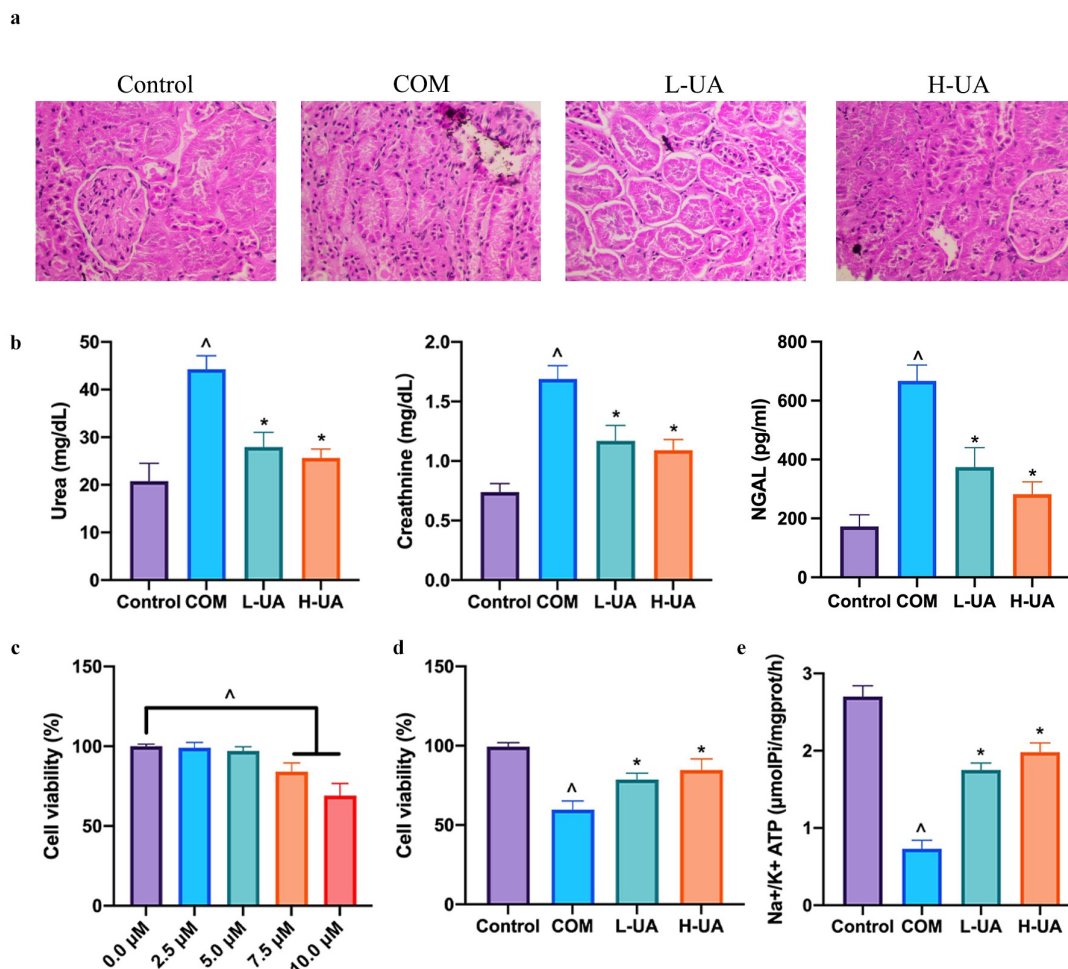 a
Control COM L-UA H-UA
b
Urea (mg/dL)
50
40
30
20
10
0
^
*
*
Control COM L-UA H-UA
Creathnine (mg/dL)
2.0
1.5
1.0
0.5
0.0
^
*
*
Control COM L-UA H-UA
NGAL (pg/ml)
800
600
400
200
0
^
*
*
Control COM L-UA H-UA
c
Cell viability (%)
150
100
50
0
^
0.0 µM
2.5 µM
5.0 µM
7.5 µM
10.0 µM
d
Cell viability (%)
150
100
50
0
^
*
*
Control COM L-UA H-UA
e
Na+/K+ ATP (µmolPi/mgprot/h)
3
2
1
0
^
*
*
Control COM L-UA H-UA